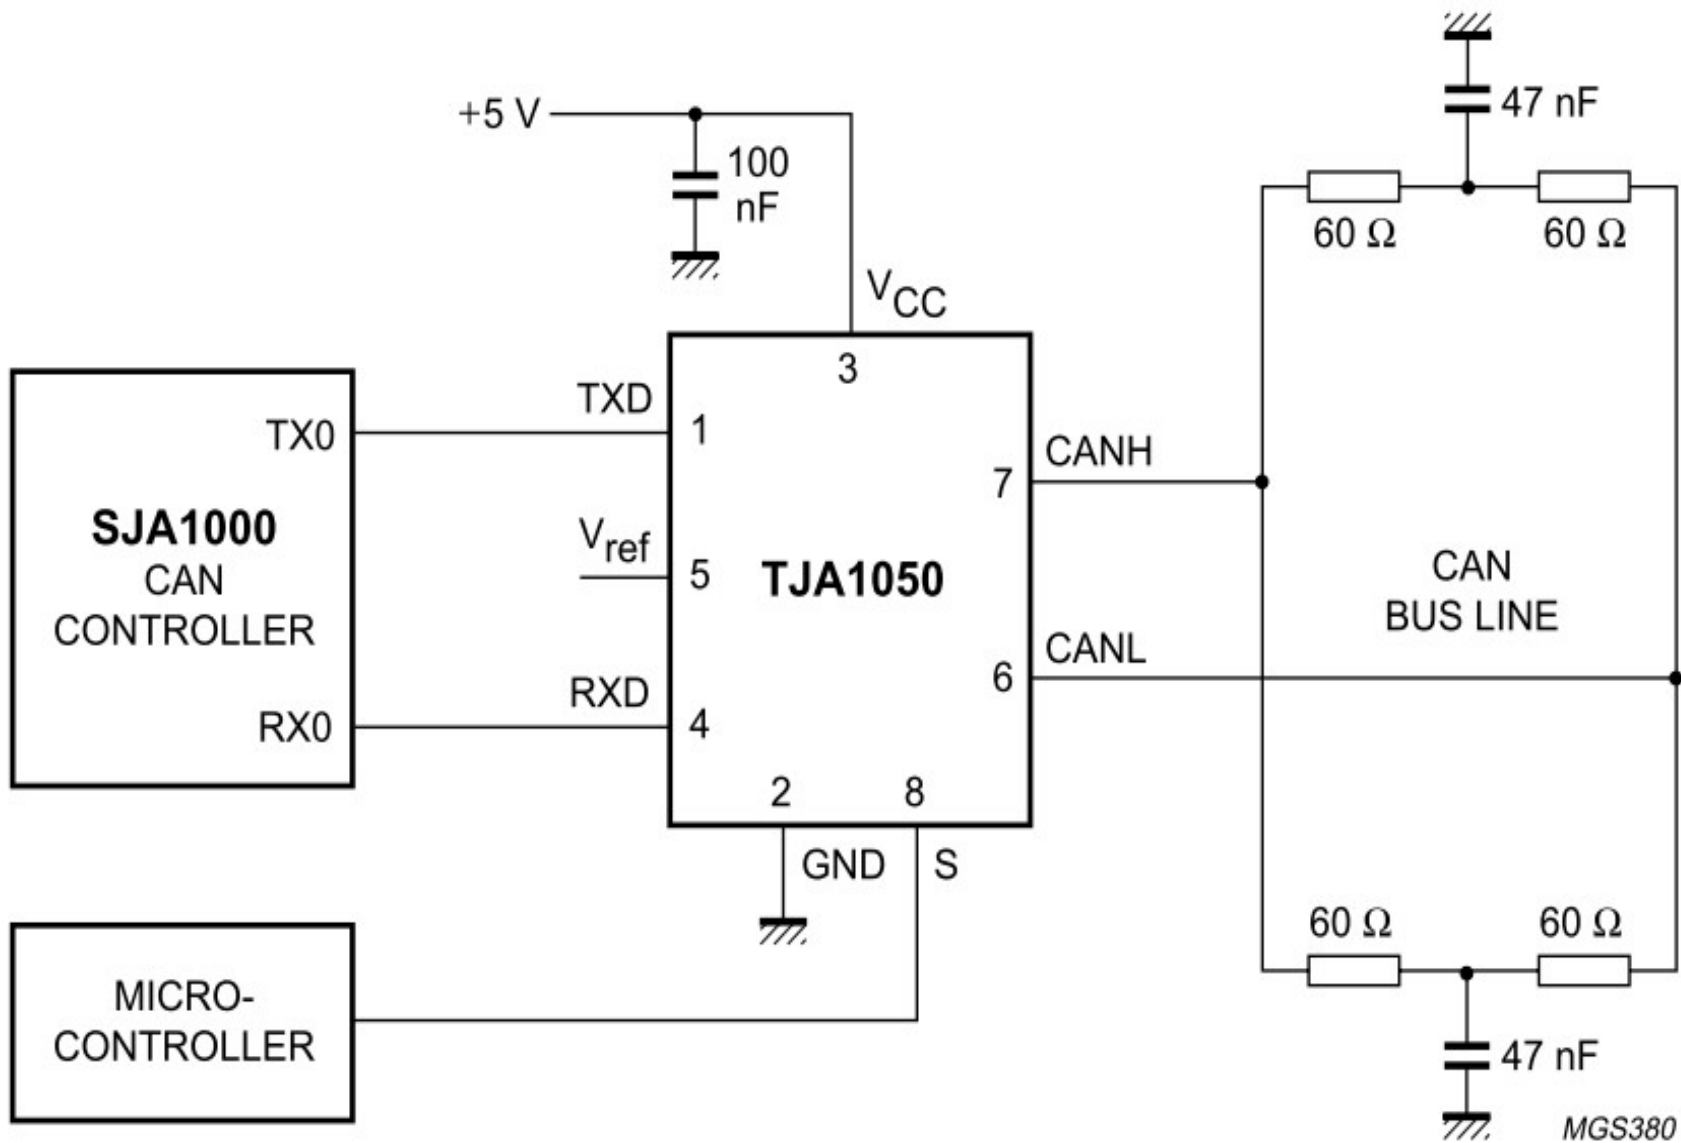 47 nF
+5 V
100
nF
60 Ω
60 Ω
VCC
3
TXD
TX0
1
CANH
7
SJA1000
CAN
CONTROLLER
Vref
5
TJA1050
CAN
BUS LINE
CANL
6
RXD
RX0
4
2
8
GND
S
60 Ω
60 Ω
MICRO-
CONTROLLER
47 nF
MGS380